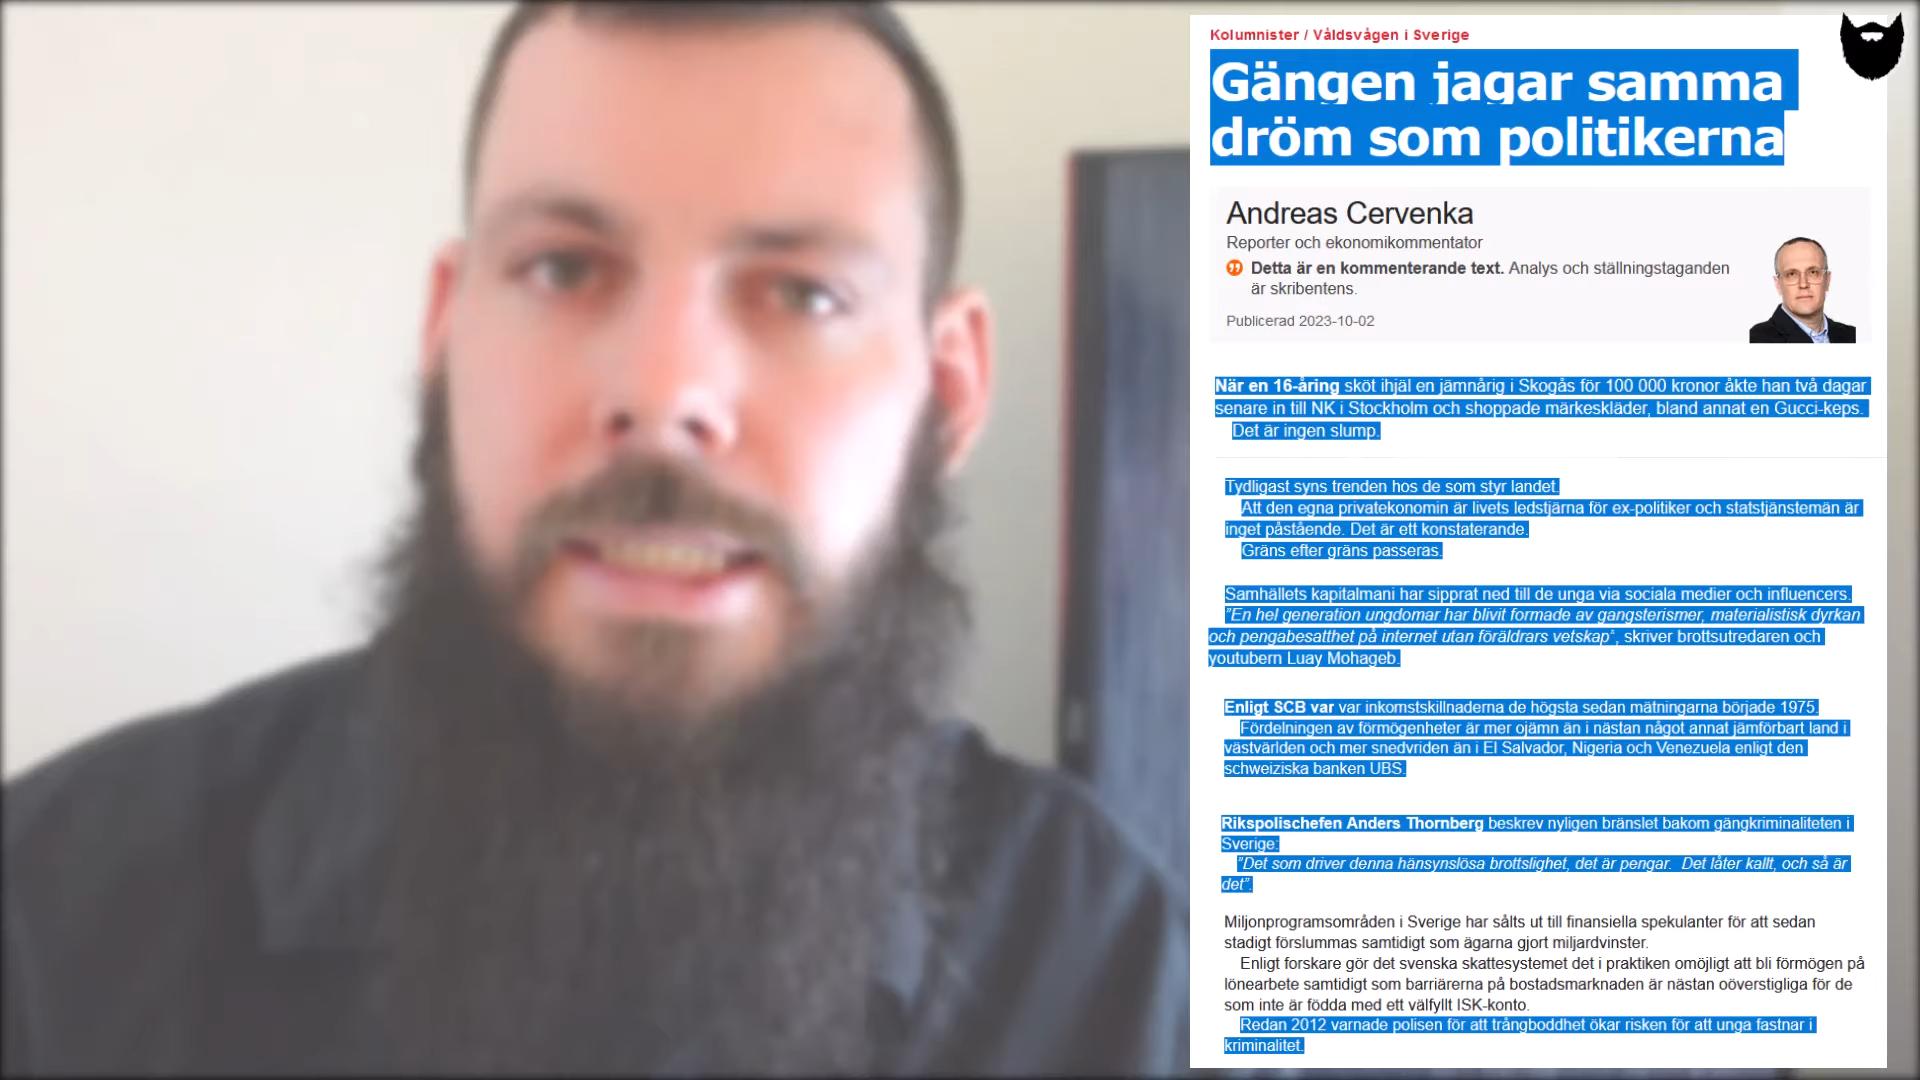 Kolumnister / Våldsvågen i Sverige
Gängen jagar samma
dröm som politikerna
Andreas Cervenka
Reporter och ekonomikommentator
Detta är en kommenterande text. Analys och ställningstaganden
är skribentens.
Publicerad 2023-10-02
När en 16-åring sköt ihjäl en jämnårig i Skogås för 100 000 kronor åkte han två dagar
senare in till NK i Stockholm och shoppade märkeskläder, bland annat en Gucci-keps.
Det är ingen slump.
Tydligast syns trenden hos de som styr landet.
Att den egna privatekonomin är livets ledstjärna för ex-politiker och statstjänstemän är
inget påstående. Det är ett konstaterande.
Gräns efter gräns passeras.
Samhällets kapitalmani har sipprat ned till de unga via sociala medier och influencers.
”En hel generation ungdomar har blivit formade av gangsterismer, materialistisk dyrkan
och pengabesatthet på internet utan föräldrars vetskap”, skriver brottsutredaren och
youtubern Luay Mohageb.
Enligt SCB var var inkomstskillnaderna de högsta sedan mätningarna började 1975.
Fördelningen av förmögenheter är mer ojämn än i nästan något annat jämförbart land i
västvärlden och mer snedvriden än i El Salvador, Nigeria och Venezuela enligt den
schweiziska banken UBS.
Rikspolischefen Anders Thornberg beskrev nyligen bränslet bakom gängkriminaliteten i
Sverige:
”Det som driver denna hänsynslösa brottslighet, det är pengar. Det låter kallt, och så är
det”.
Miljonprogramsområden i Sverige har sålts ut till finansiella spekulanter för att sedan
stadigt förslummas samtidigt som ägarna gjort miljardvinster.
Enligt forskare gör det svenska skattesystemet det i praktiken omöjligt att bli förmögen på
lönearbete samtidigt som barriärerna på bostadsmarknaden är nästan oöverstigliga för de
som inte är födda med ett välfyllt ISK-konto.
Redan 2012 varnade polisen för att trångboddhet ökar risken för att unga fastnar i
kriminalitet.